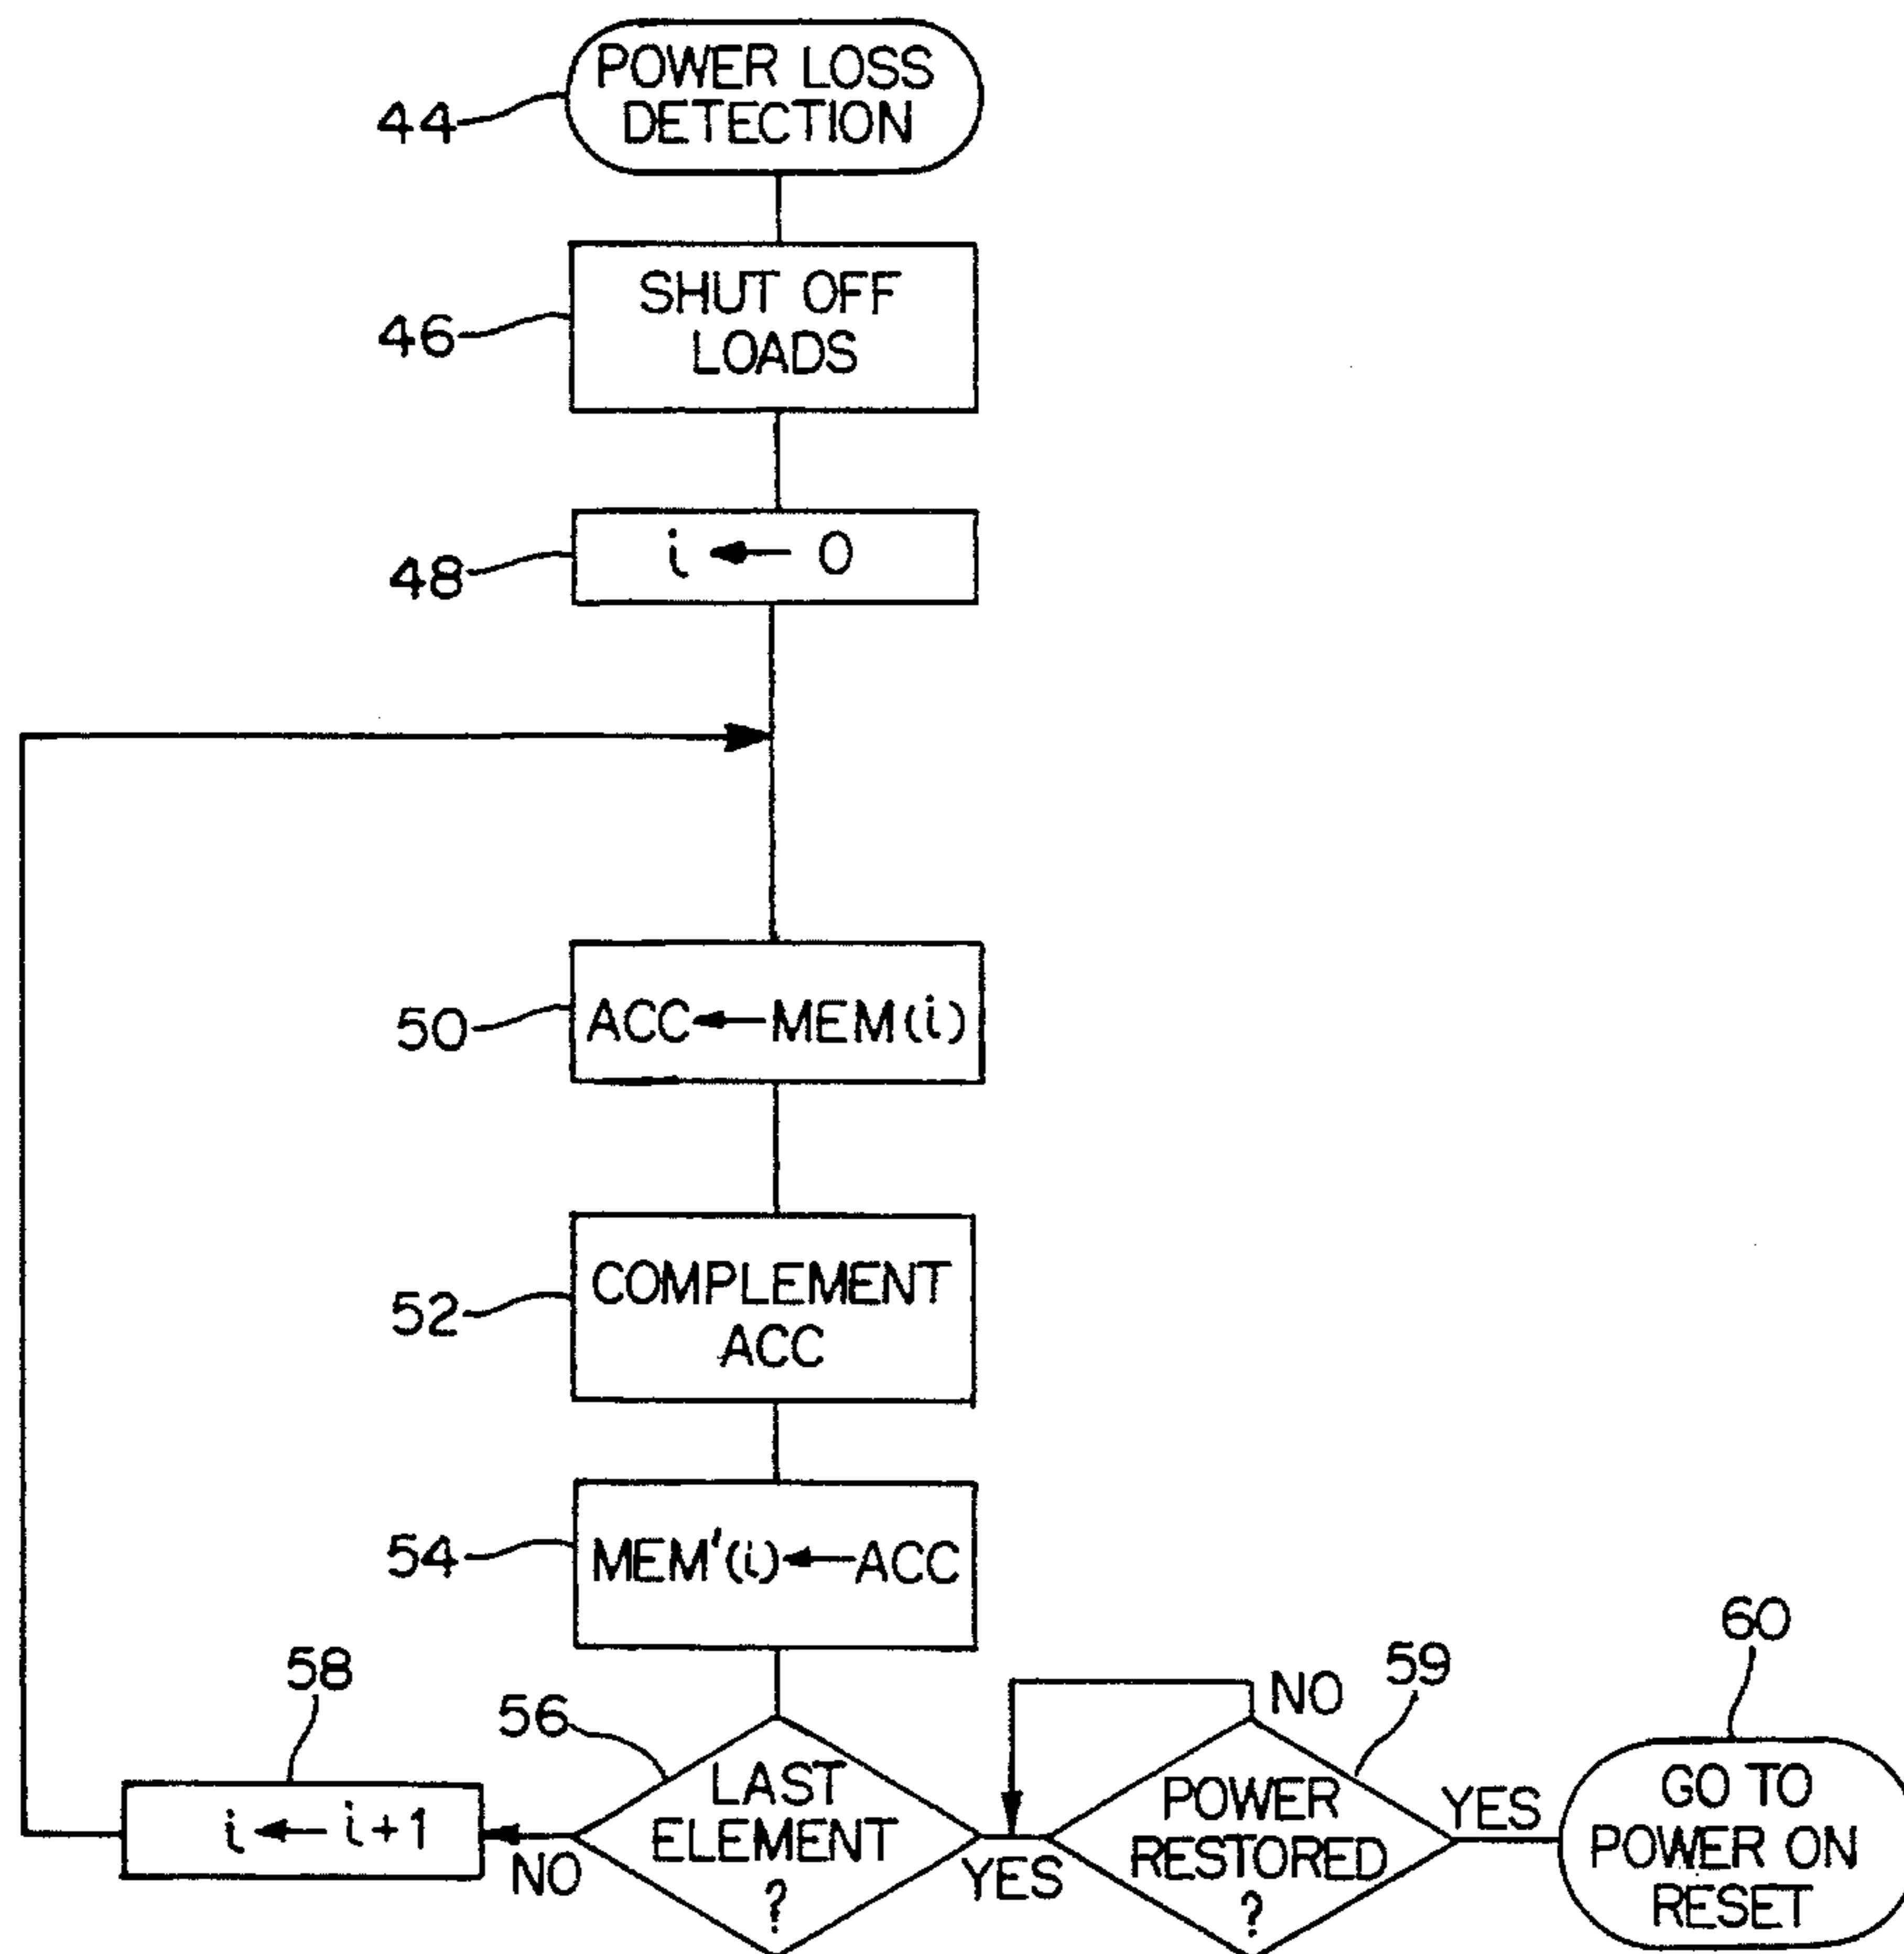 POWER LOSS
DETECTION
44
SHUT OFF
LOADS
46
i ← 0
48
ACC ← MEM(i)
50
COMPLEMENT
ACC
52
MEM'(i) ← ACC
54
LAST
ELEMENT
?
56
NO
YES
i ← i+1
58
POWER
RESTORED
?
59
NO
YES
GO TO
POWER ON
RESET
60